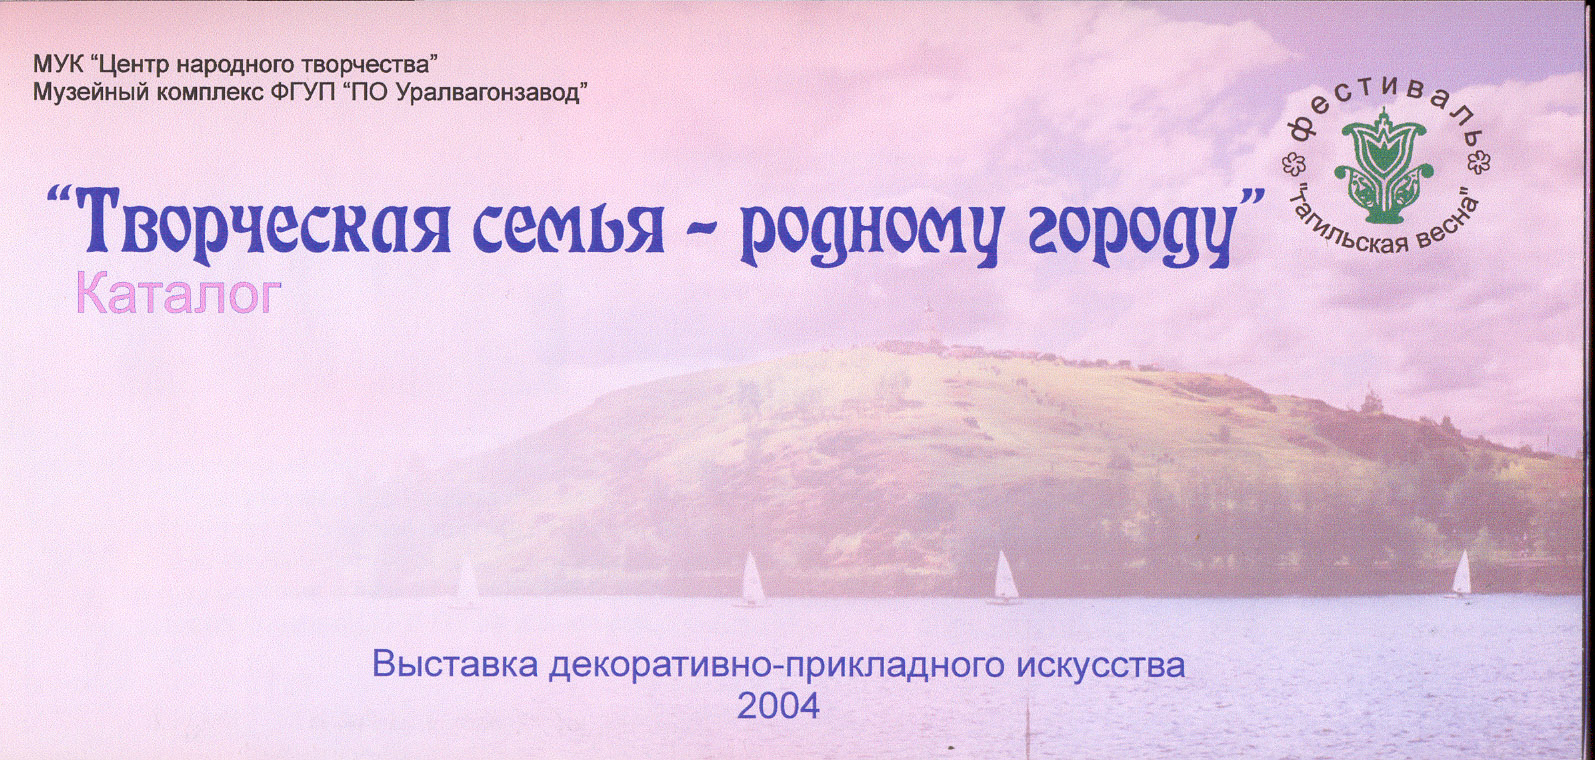 МУК “Центр народного творчества”
Музейный комплекс ФГУП “ПО Уралвагонзавод”
фестиваль
"тагильская весна"
“Творческая семья - родному городу”
Каталог
Выставка декоративно-прикладного искусства
2004